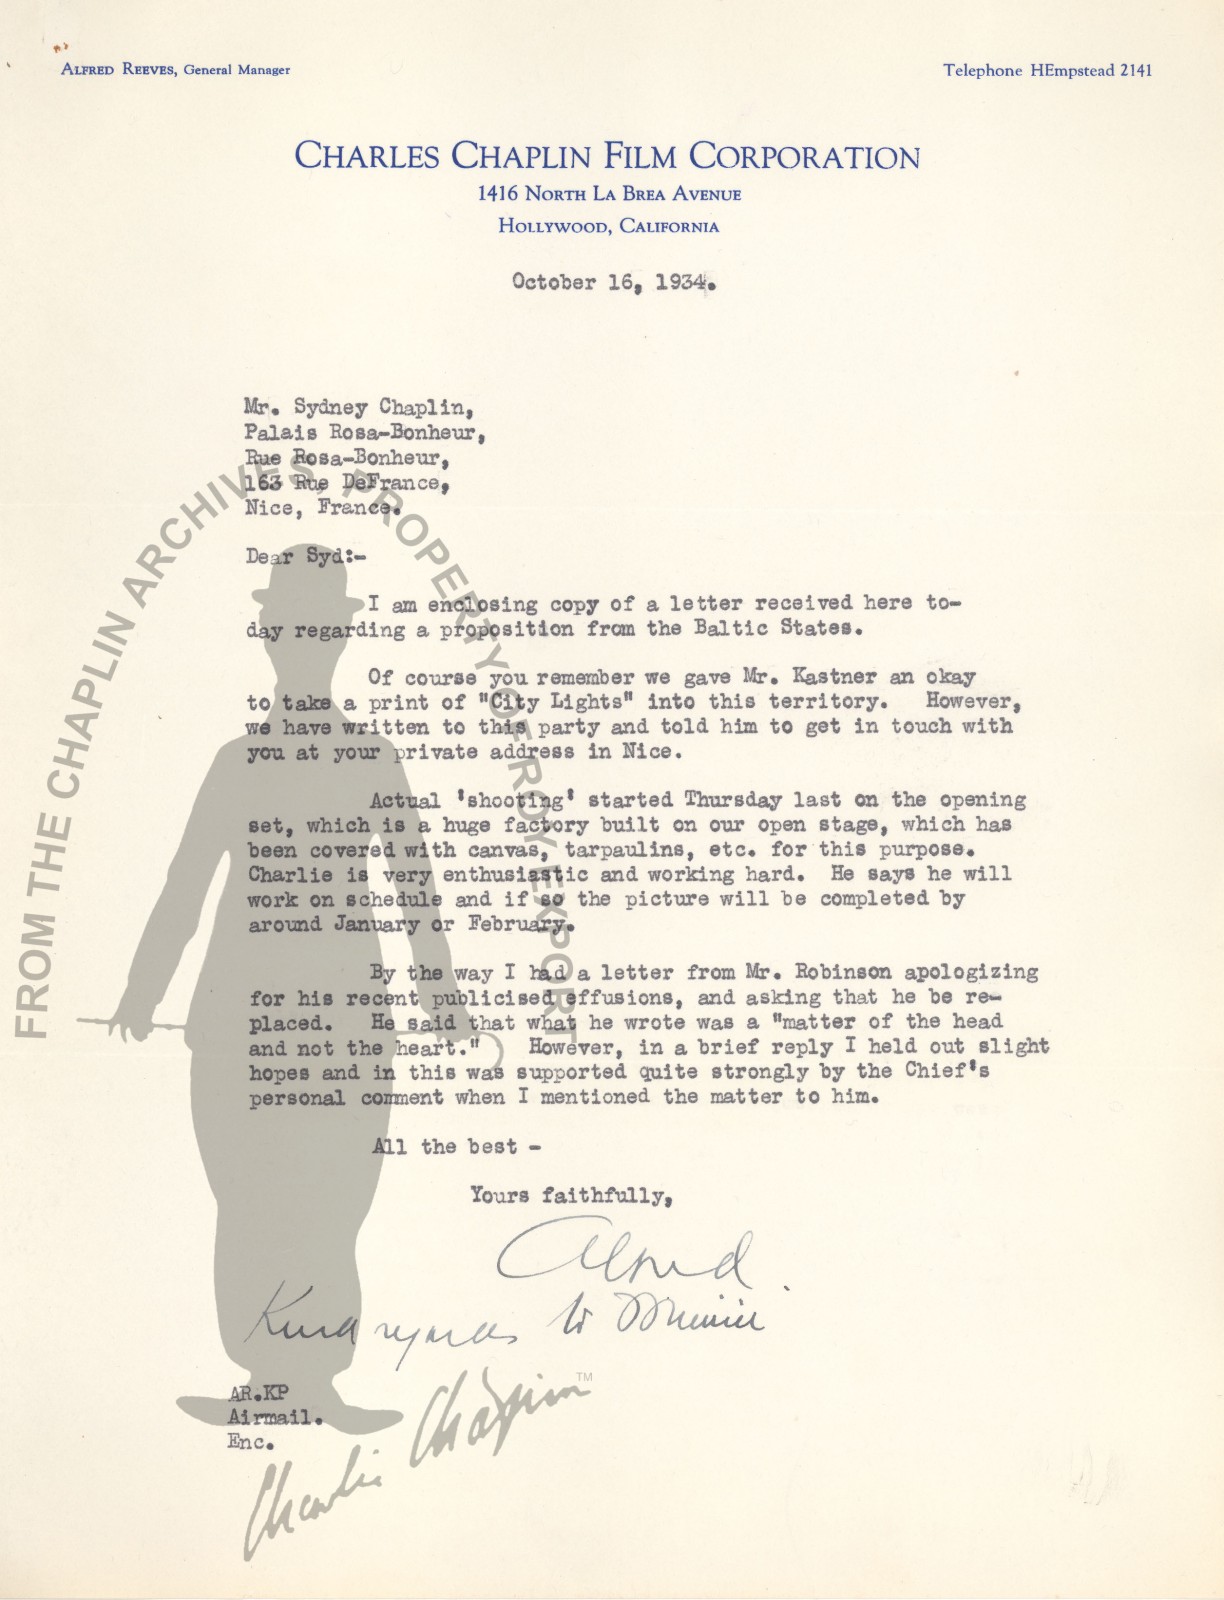 ALFRED REEVES, General Manager
Telephone HEmpstead 2141
CHARLES CHAPLIN FILM CORPORATION
1416 NORTH LA BREA AVENUE
HOLLYWOOD, CALIFORNIA
October 16, 1934.
Mr. Sydney Chaplin,
Palais Rosa-Bonheur,
Rue Rosa-Bonheur,
163 Rue DeFrance,
Nice, France.
Dear Syd:-
I am enclosing copy of a letter received here to-
day regarding a proposition from the Baltic States.
Of course you remember we gave Mr. Kastner an okay
to take a print of "City Lights" into this territory. However,
we have written to this party and told him to get in touch with
you at your private address in Nice.
Actual 'shooting' started Thursday last on the opening
set, which is a huge factory built on our open stage, which has
been covered with canvas, tarpaulins, etc. for this purpose.
Charlie is very enthusiastic and working hard. He says he will
work on schedule and if so the picture will be completed by
around January or February.
By the way I had a letter from Mr. Robinson apologizing
for his recent publicised effusions, and asking that he be re-
placed. He said that what he wrote was a "matter of the head
and not the heart." However, in a brief reply I held out slight
hopes and in this was supported quite strongly by the Chief's
personal comment when I mentioned the matter to him.
All the best -
Yours faithfully,
Alfred.
Kind regards to Minnie
AR.KP
Airmail.
Enc.
FROM THE CHAPLIN ARCHIVES, PROPERTY OF ROY EXPORT
Charlie Chaplin™